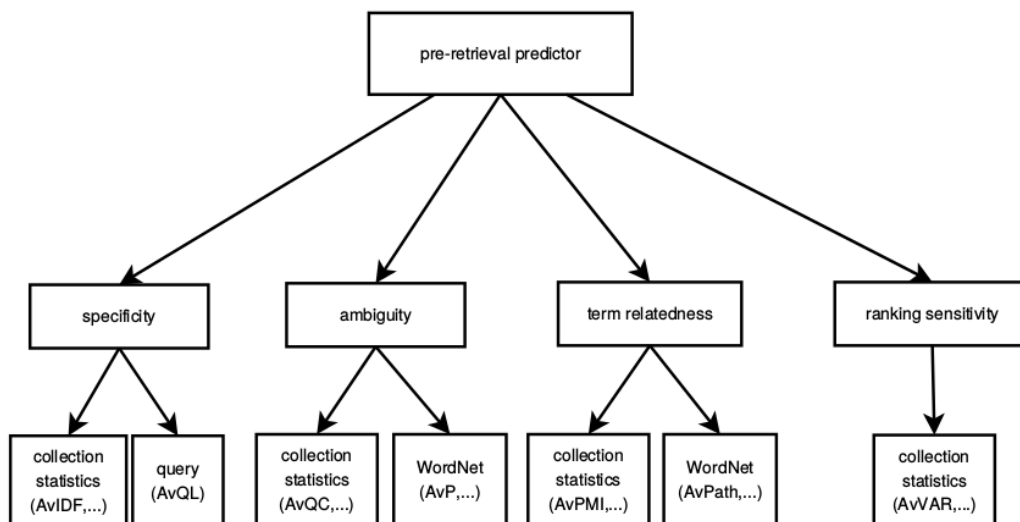 pre-retrieval predictor
specificity
ambiguity
term relatedness
ranking sensitivity
collection
statistics
(AvIDF,...)
query
(AvQL)
collection
statistics
(AvQC,...)
WordNet
(AvP,...)
collection
statistics
(AvPMI,...)
WordNet
(AvPath,...)
collection
statistics
(AvVAR,...)